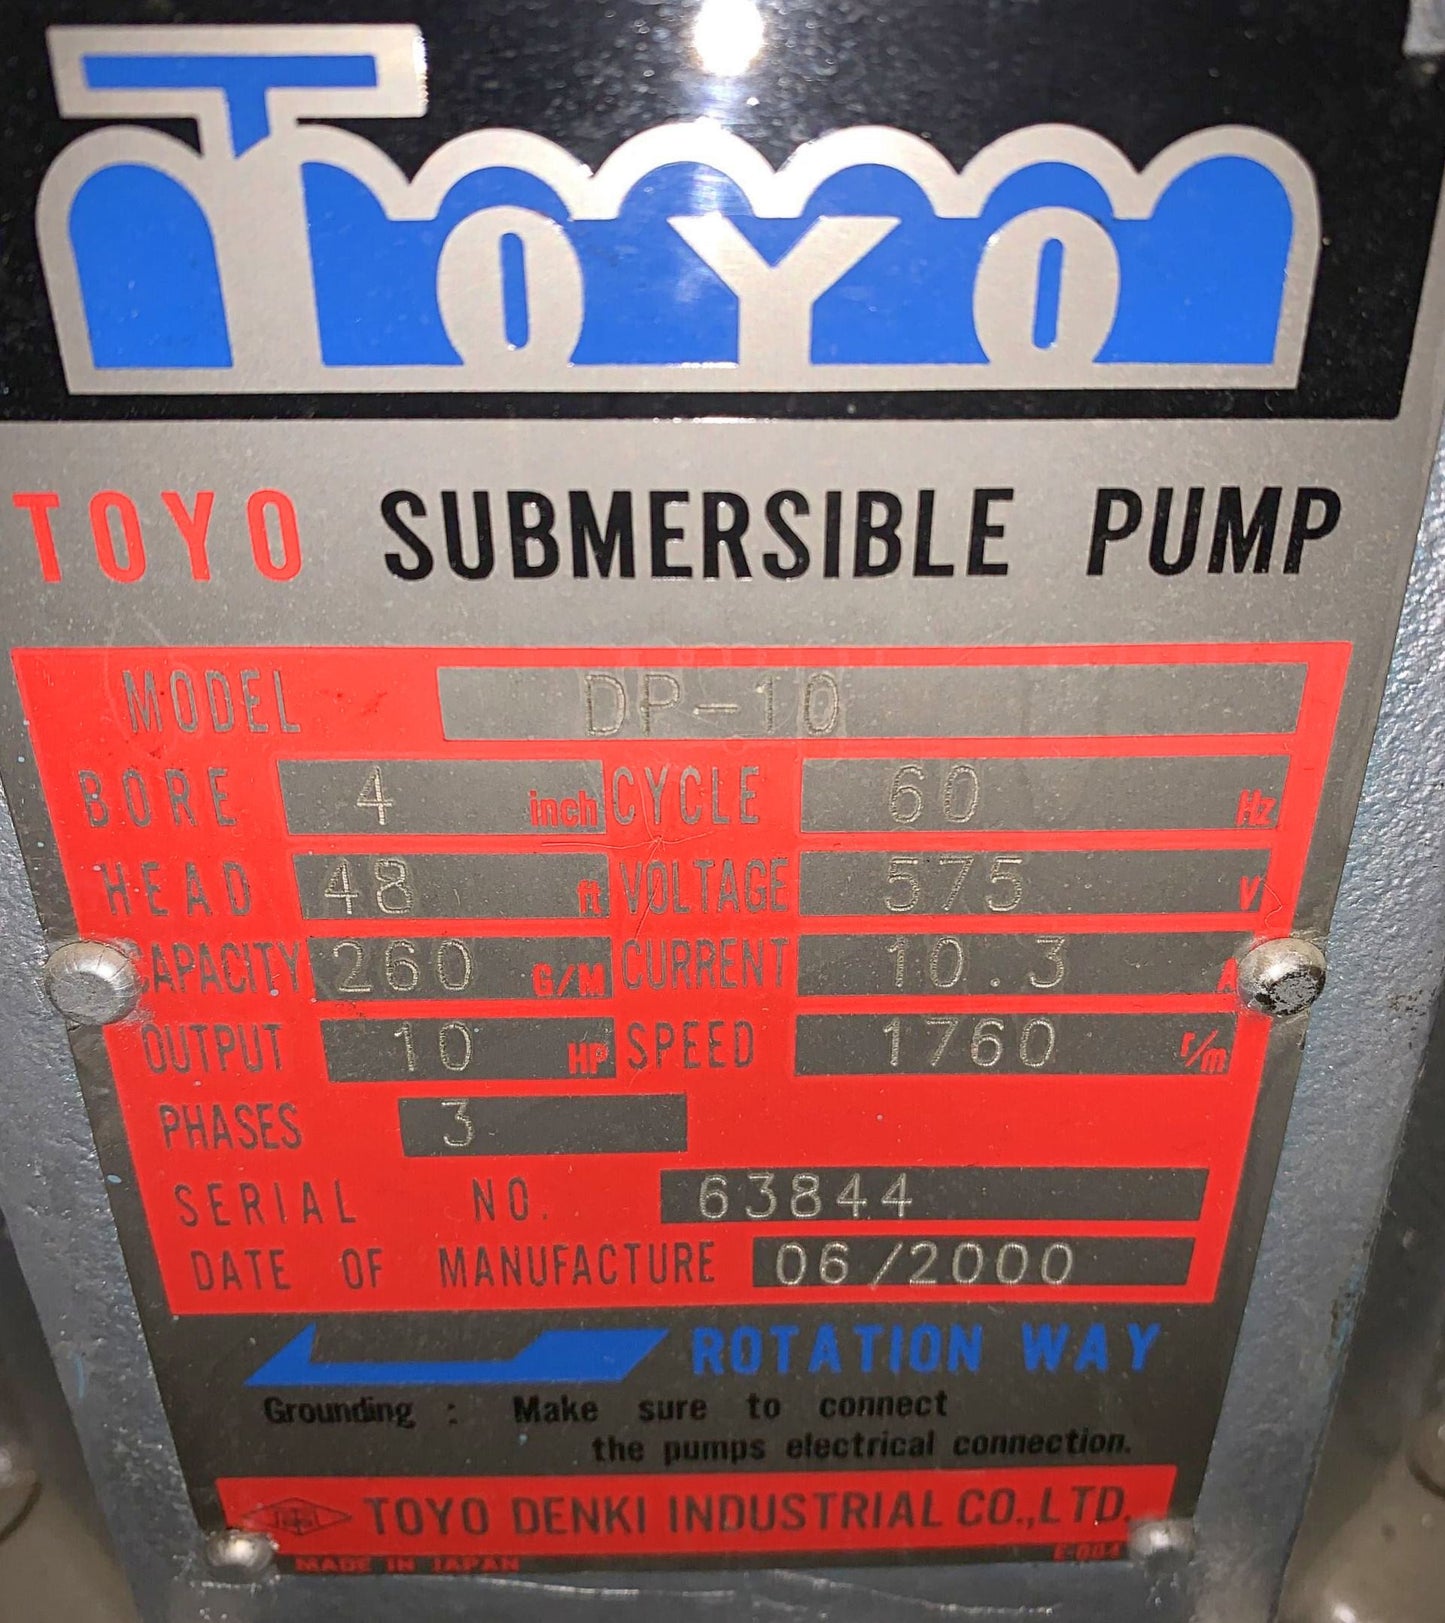 TOYO
TOYO SUBMERSIBLE PUMP
MODEL DP-10
BORE 4 inch CYCLE 60 Hz
HEAD 48 ft VOLTAGE 575 V
CAPACITY 260 G/M CURRENT 10.3 A
OUTPUT 10 HP SPEED 1760 r/m
PHASES 3
SERIAL NO. 63844
DATE OF MANUFACTURE 06/2000
ROTATION WAY
Grounding : Make sure to connect
the pumps electrical connection.
TOYO DENKI INDUSTRIAL CO.,LTD.
MADE IN JAPAN E-004